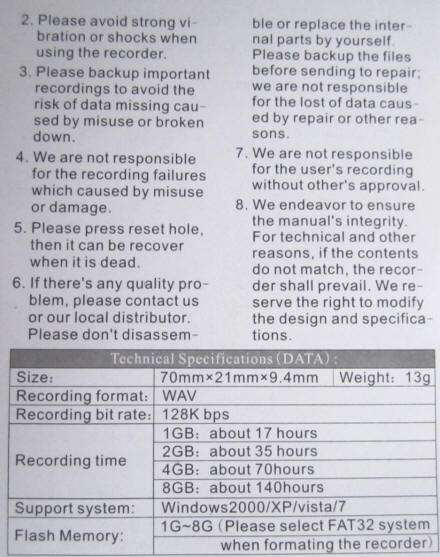 2. Please avoid strong vi-
bration or shocks when
using the recorder.
3. Please backup important
recordings to avoid the
risk of data missing cau-
sed by misuse or broken
down.
4. We are not responsible
for the recording failures
which caused by misuse
or damage.
5. Please press reset hole,
then it can be recover
when it is dead.
6. If there's any quality pro-
blem, please contact us
or our local distributor.
Please don't disassem-
ble or replace the inter-
nal parts by yourself.
Please backup the files
before sending to repair;
we are not responsible
for the lost of data caus-
ed by repair or other rea-
sons.
7. We are not responsible
for the user's recording
without other's approval.
8. We endeavor to ensure
the manual's integrity.
For technical and other
reasons, if the contents
do not match, the recor-
der shall prevail. We re-
serve the right to modify
the design and specifica-
tions.
Technical Specifications(DATA):
Size: 70mm×21mm×9.4mm Weight: 13g
Recording format: WAV
Recording bit rate: 128K bps
Recording time
1GB: about 17 hours
2GB: about 35 hours
4GB: about 70hours
8GB: about 140hours
Support system: Windows2000/XP/vista/7
Flash Memory: 1G~8G (Please select FAT32 system
when formating the recorder)